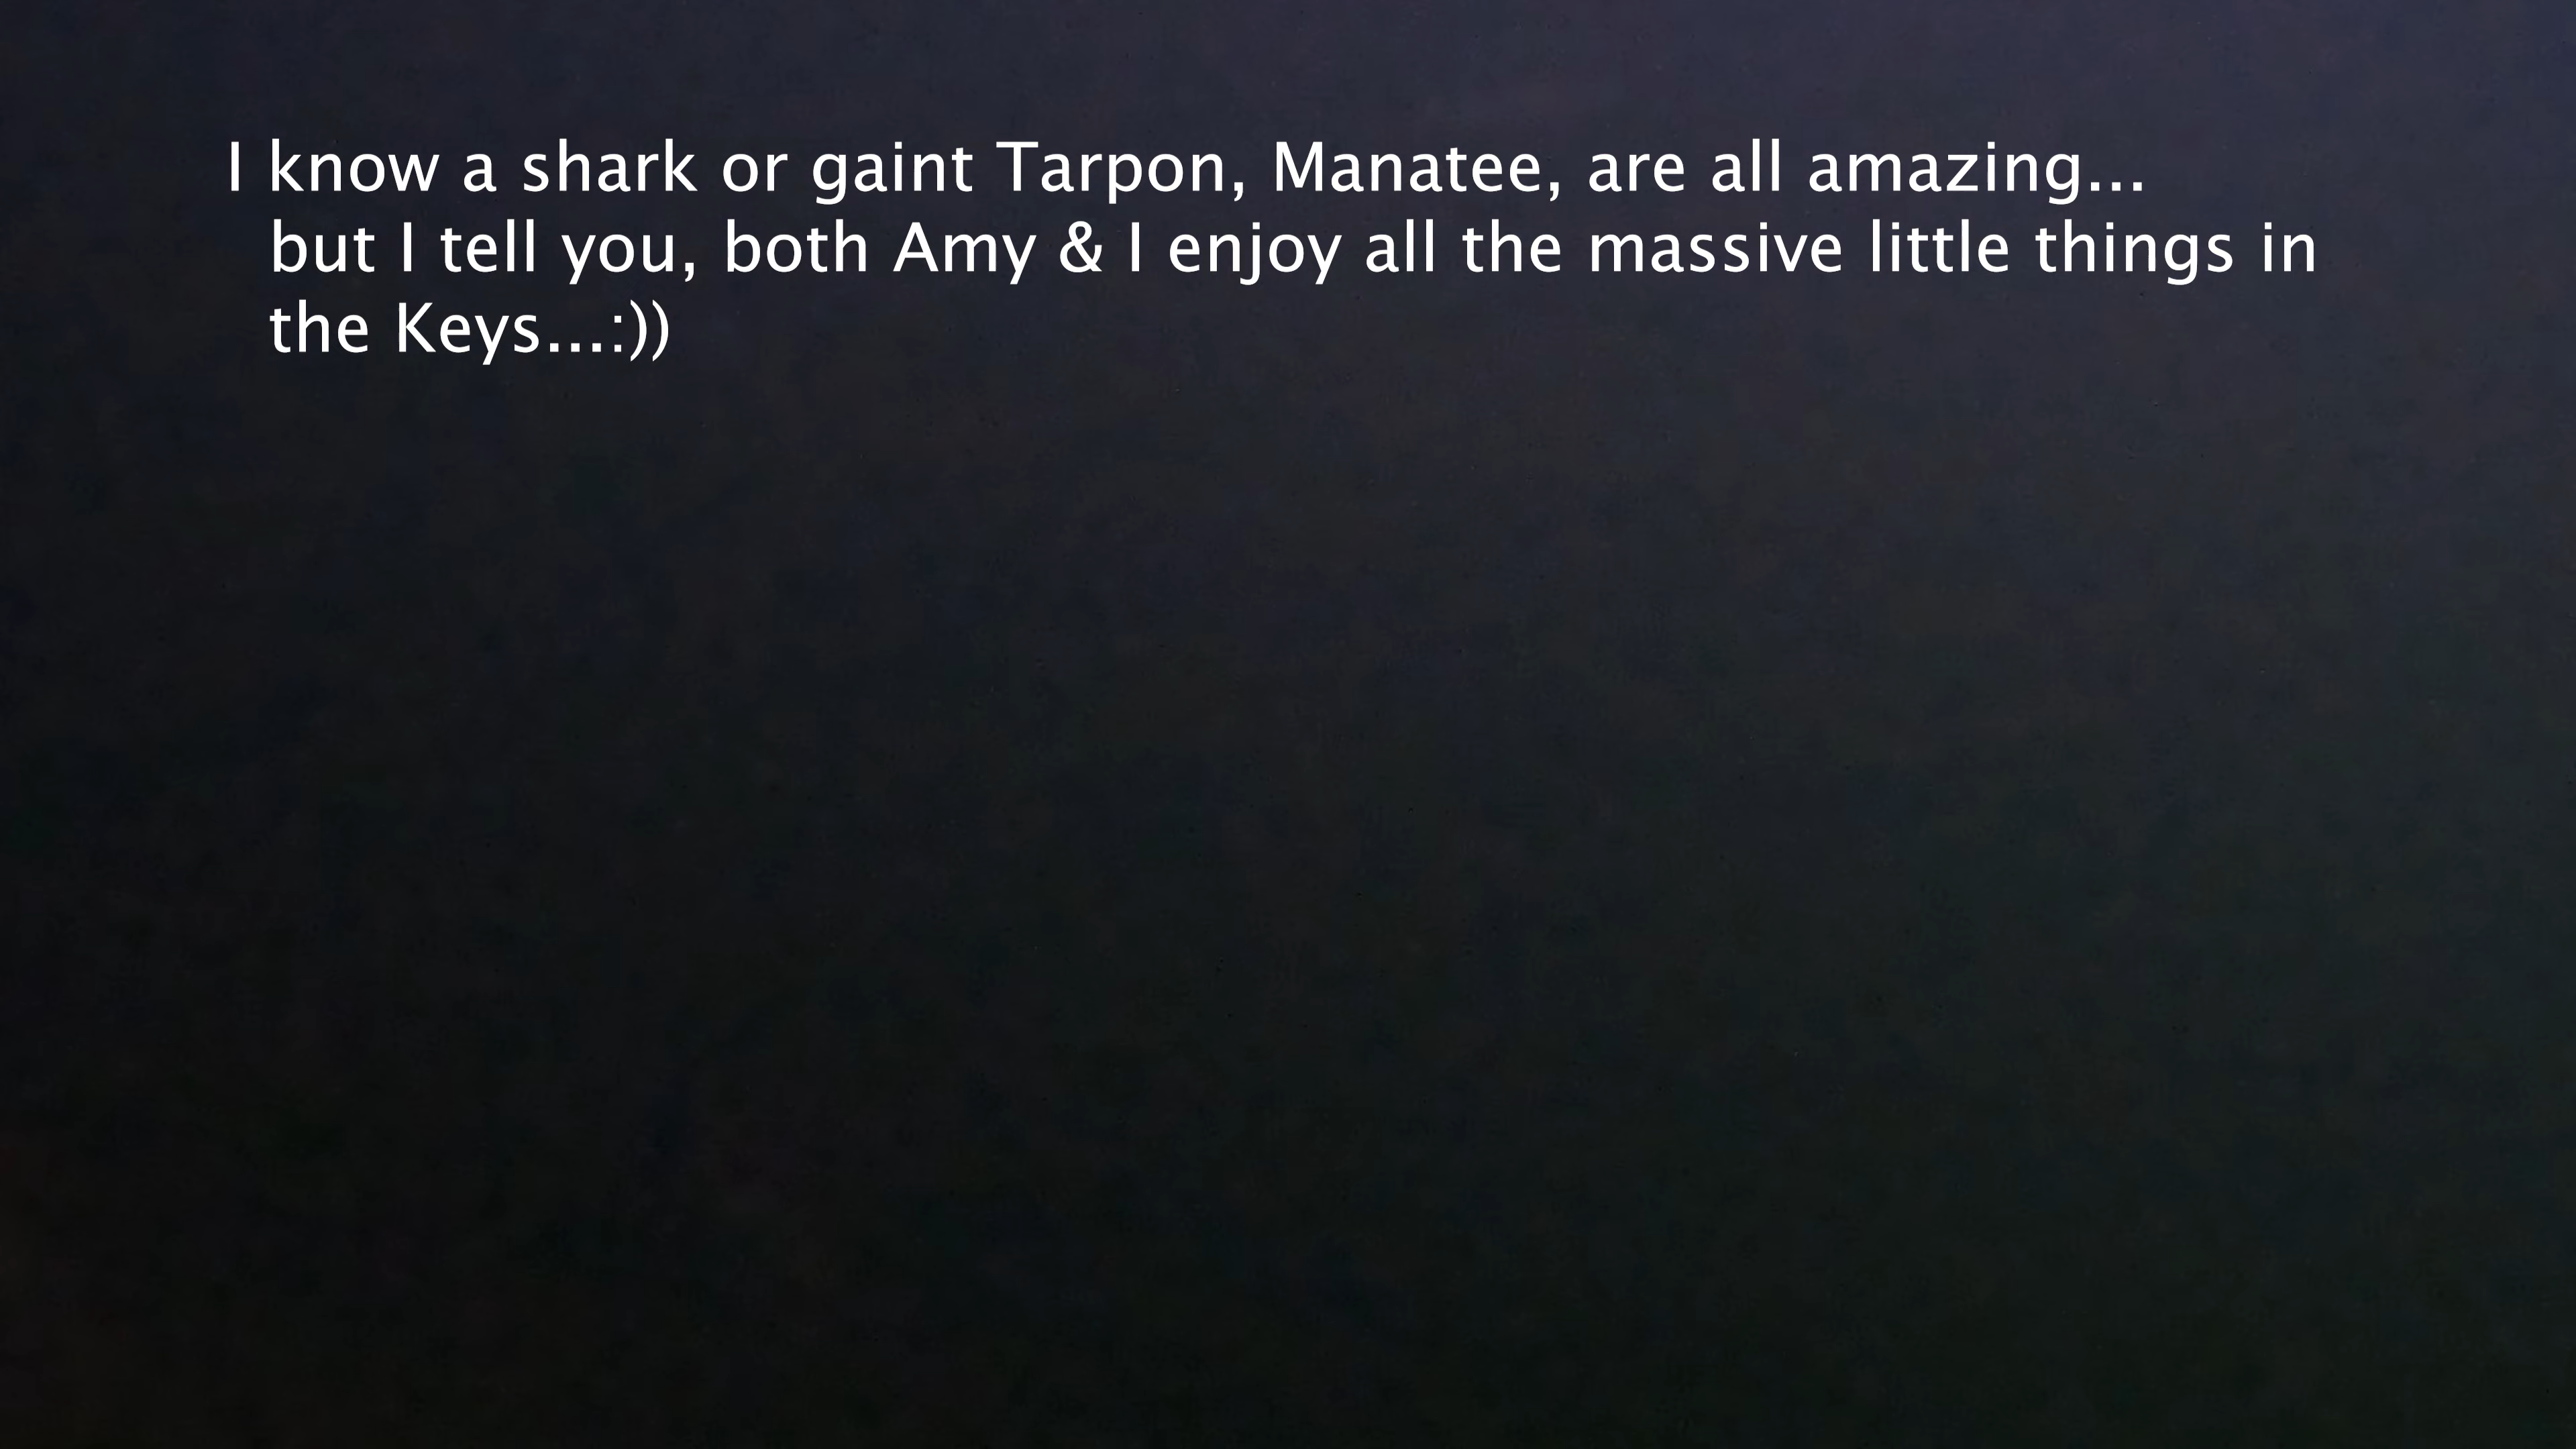 I know a shark or gaint Tarpon, Manatee, are all amazing...
but I tell you, both Amy & I enjoy all the massive little things in
the Keys...:))